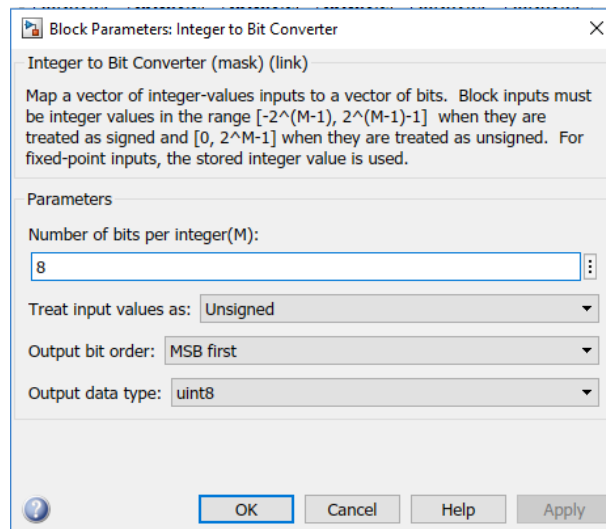 Block Parameters: Integer to Bit Converter
Integer to Bit Converter (mask) (link)
Map a vector of integer-values inputs to a vector of bits. Block inputs must
be integer values in the range [-2^(M-1), 2^(M-1)-1] when they are
treated as signed and [0, 2^M-1] when they are treated as unsigned. For
fixed-point inputs, the stored integer value is used.
Parameters
Number of bits per integer(M):
8
Treat input values as: Unsigned
Output bit order: MSB first
Output data type: uint8
OK Cancel Help Apply